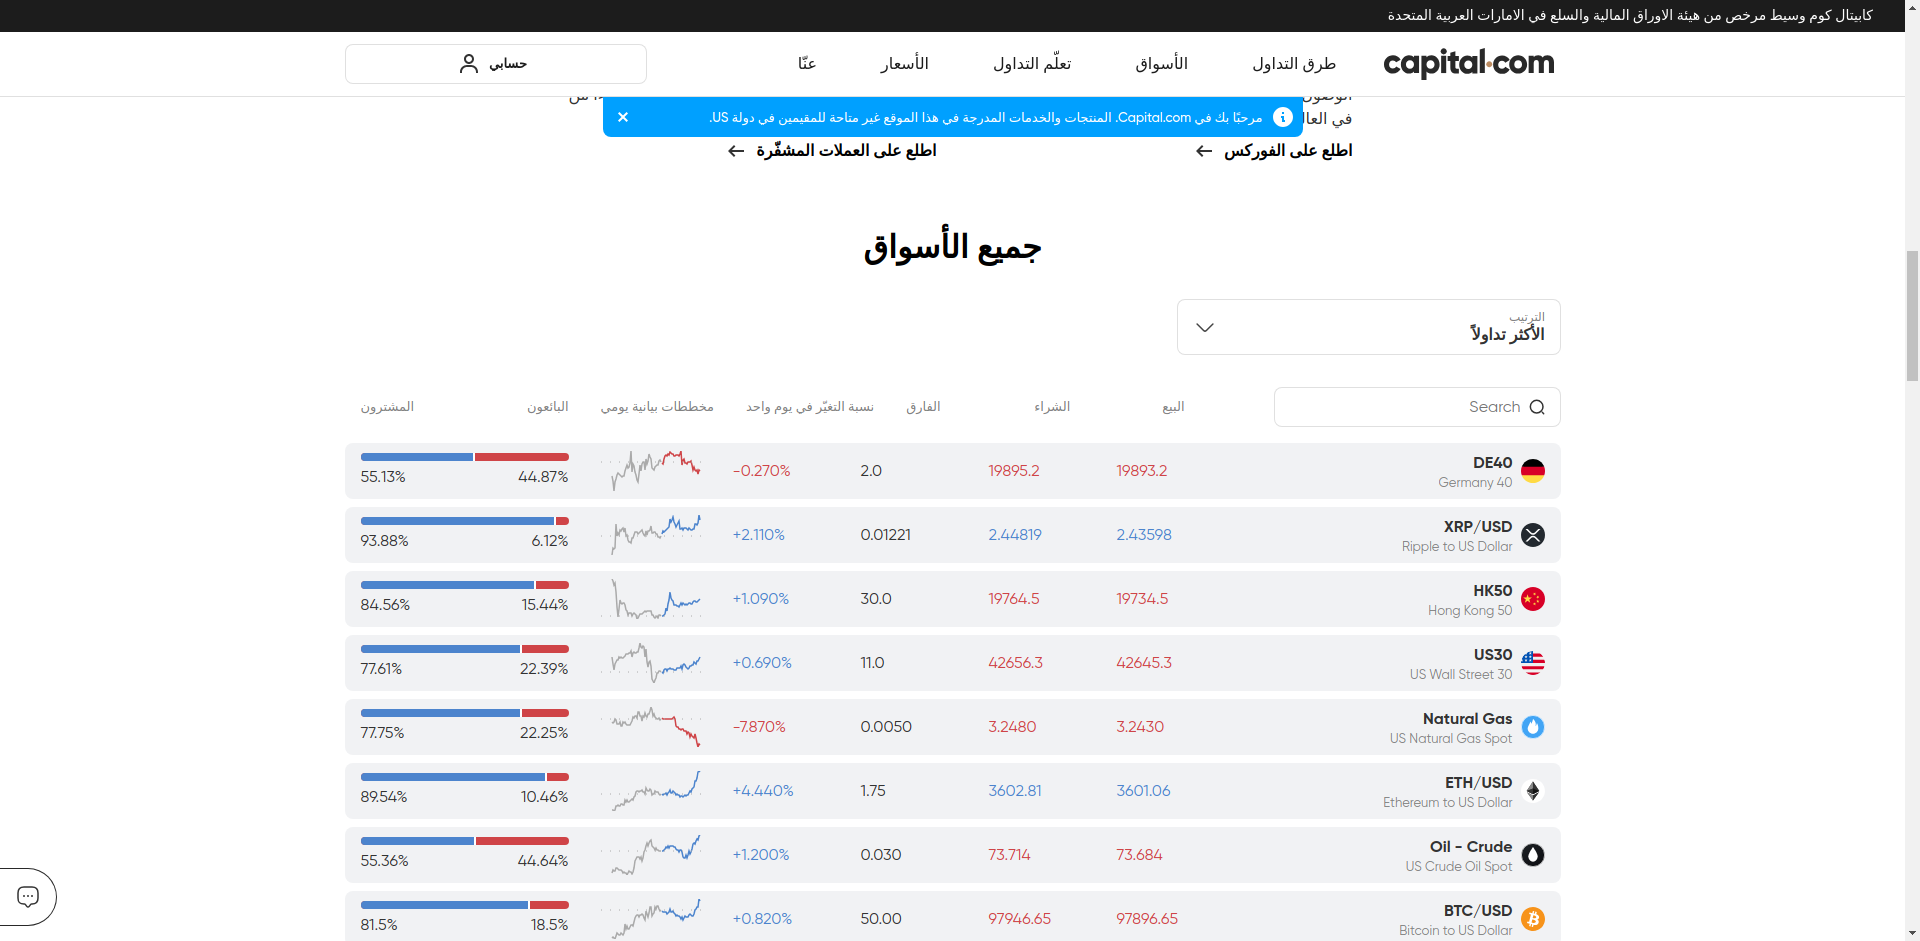 كابيتال كوم وسيط مرخص من هيئة الاوراق المالية والسلع في الامارات العربية المتحدة
capital.com
طرق التداول
الأسواق
تعلّم التداول
الأسعار
عنّا
حسابي
مرحبًا بك في Capital.com. المنتجات والخدمات المدرجة في هذا الموقع غير متاحة للمقيمين في دولة US.
اطلع على الفوركس
اطلع على العملات المشفّرة
جميع الأسواق
الترتيب
الأكثر تداولاً
Search
البيع
الشراء
الفارق
نسبة التغيّر في يوم واحد
مخططات بيانية يومي
البائعون
المشترون
DE40
Germany 40
19893.2
19895.2
2.0
-0.270%
44.87%
55.13%
XRP/USD
Ripple to US Dollar
2.43598
2.44819
0.01221
+2.110%
6.12%
93.88%
HK50
Hong Kong 50
19734.5
19764.5
30.0
+1.090%
15.44%
84.56%
US30
US Wall Street 30
42645.3
42656.3
11.0
+0.690%
22.39%
77.61%
Natural Gas
US Natural Gas Spot
3.2430
3.2480
0.0050
-7.870%
22.25%
77.75%
ETH/USD
Ethereum to US Dollar
3601.06
3602.81
1.75
+4.440%
10.46%
89.54%
Oil - Crude
US Crude Oil Spot
73.684
73.714
0.030
+1.200%
44.64%
55.36%
BTC/USD
Bitcoin to US Dollar
97896.65
97946.65
50.00
+0.820%
18.5%
81.5%